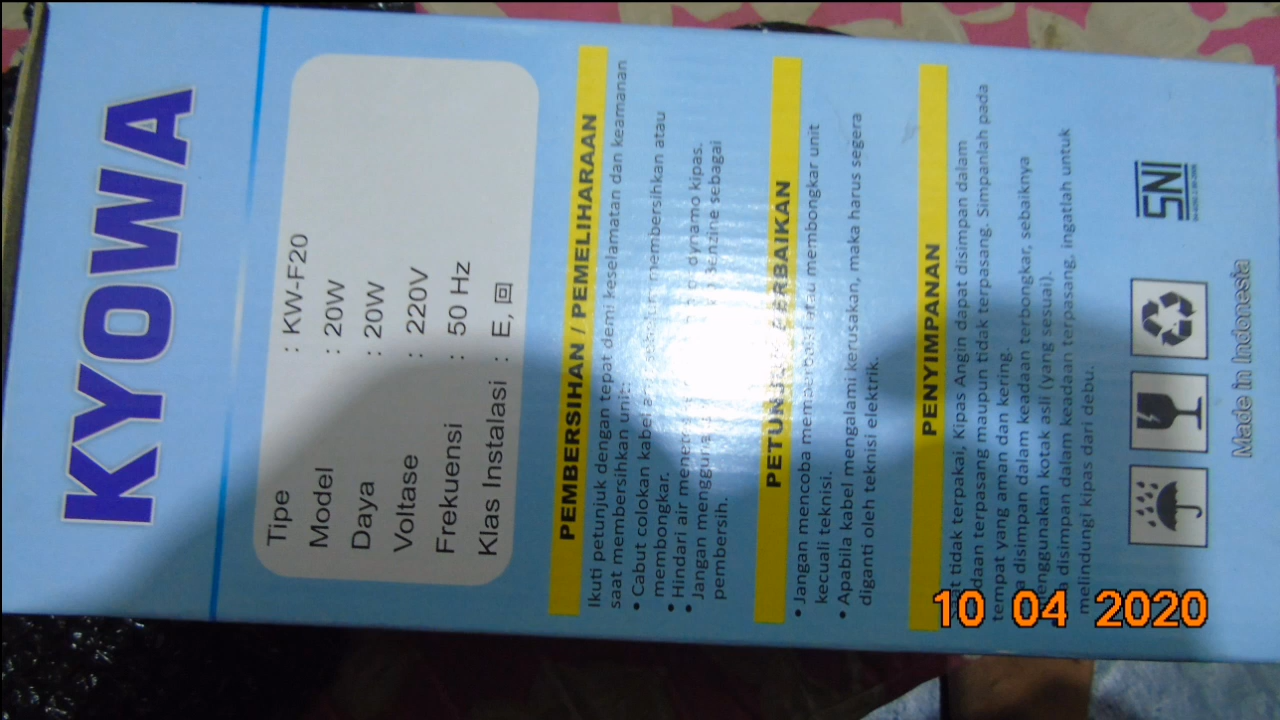 KYOWA
Tipe : KW-F20
Model : 20W
Daya : 20W
Voltase : 220V
Frekuensi : 50 Hz
Klas Instalasi : E,
PEMBERSIHAN / PEMELIHARAAN
Ikuti petunjuk dengan tepat demi keselamatan dan keamanan
saat membersihkan unit:
• Cabut colokan kabel membersihkan atau
membongkar.
• Hindari air dynamo kipas.
• Jangan Benzine sebagai
pembersih.
PETUNJUK PERBAIKAN
• Jangan mencoba memperbaiki atau membongkar unit
kecuali teknisi.
• Apabila kabel mengalami kerusakan, maka harus segera
diganti oleh teknisi elektrik.
PENYIMPANAN
tidak terpakai, Kipas Angin dapat disimpan dalam
terpasang maupun tidak terpasang. Simpanlah pada
tempat yang aman dan kering.
disimpan dalam keadaan terbongkar, sebaiknya
kotak asli (yang sesuai).
disimpan dalam keadaan terpasang, ingatlah untuk
melindungi kipas dari debu.
SNI
Made in Indonesia
10 04 2020